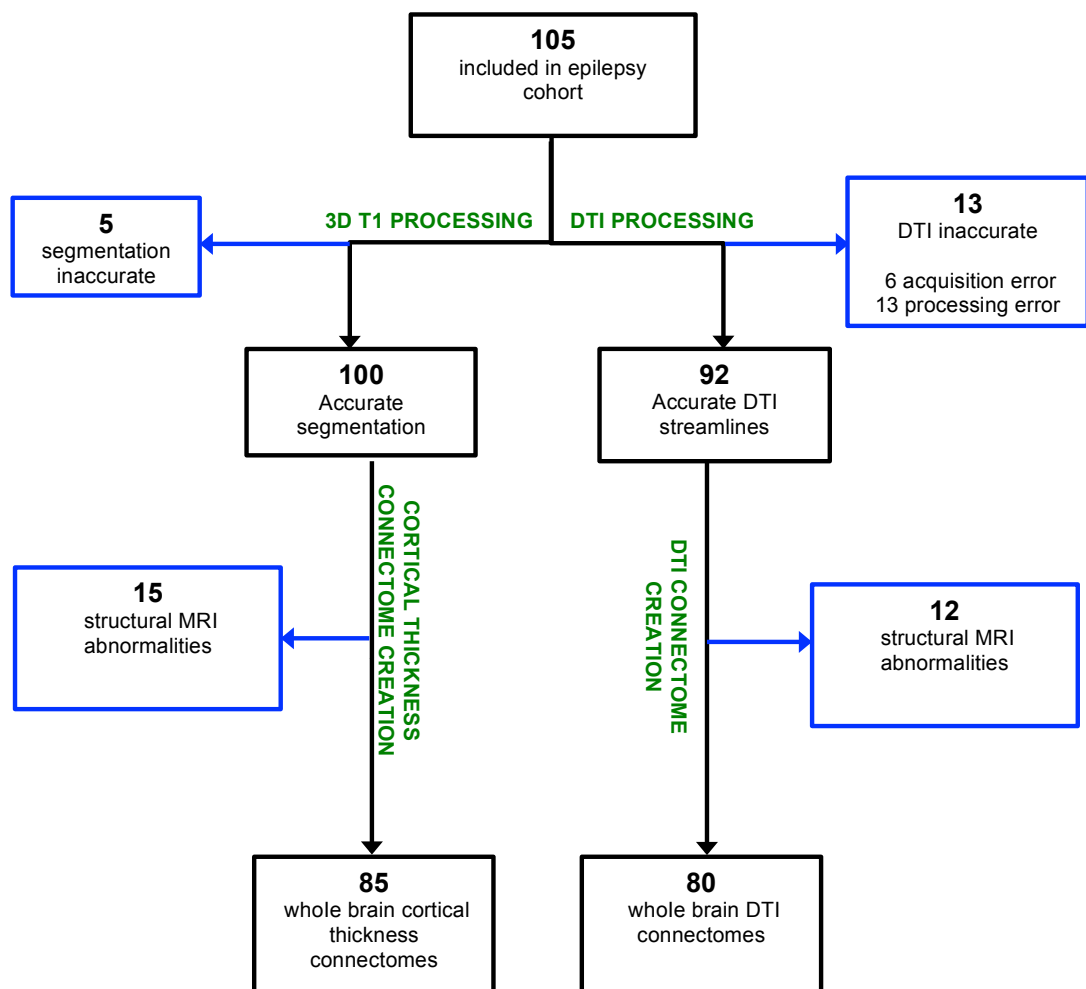 105
included in epilepsy
cohort
3D T1 PROCESSING
DTI PROCESSING
5
segmentation
inaccurate
13
DTI inaccurate
6 acquisition error
13 processing error
100
Accurate
segmentation
92
Accurate DTI
streamlines
CORTICAL THICKNESS
CONNECTOME CREATION
DTI CONNECTOME
CREATION
15
structural MRI
abnormalities
12
structural MRI
abnormalities
85
whole brain cortical
thickness
connectomes
80
whole brain DTI
connectomes